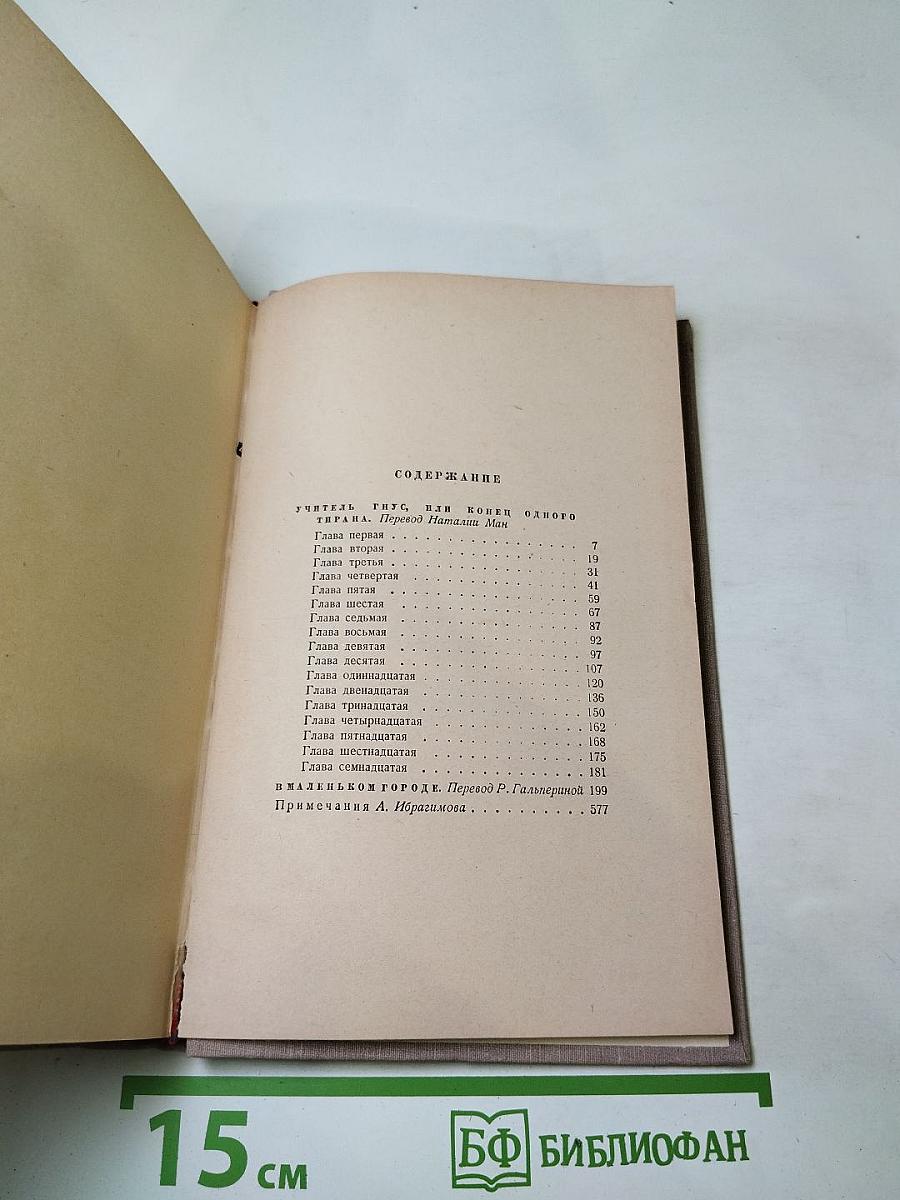 СОДЕРЖАНИЕ
УЧИТЕЛЬ ГНУС, ИЛИ КОНЕЦ ОДНОГО
ТИРАНА. Перевод Наталии Ман
Глава первая . . . . . . . . . . . . . . . . 7
Глава вторая . . . . . . . . . . . . . . . . 19
Глава третья . . . . . . . . . . . . . . . . 31
Глава четвертая . . . . . . . . . . . . . . 41
Глава пятая . . . . . . . . . . . . . . . . 59
Глава шестая . . . . . . . . . . . . . . . 67
Глава седьмая . . . . . . . . . . . . . . . 87
Глава восьмая . . . . . . . . . . . . . . . 92
Глава девятая . . . . . . . . . . . . . . . 97
Глава десятая . . . . . . . . . . . . . . . 107
Глава одиннадцатая . . . . . . . . . . . . . 120
Глава двенадцатая . . . . . . . . . . . . . 136
Глава тринадцатая . . . . . . . . . . . . . 150
Глава четырнадцатая . . . . . . . . . . . . 162
Глава пятнадцатая . . . . . . . . . . . . . 168
Глава шестнадцатая . . . . . . . . . . . . . 175
Глава семнадцатая . . . . . . . . . . . . . 181
В МАЛЕНЬКОМ ГОРОДЕ. Перевод Р. Гальпериной 199
Примечания А. Ибрагимова . . . . . . . . . . 577
15 см
БФ БИБЛИОФАН